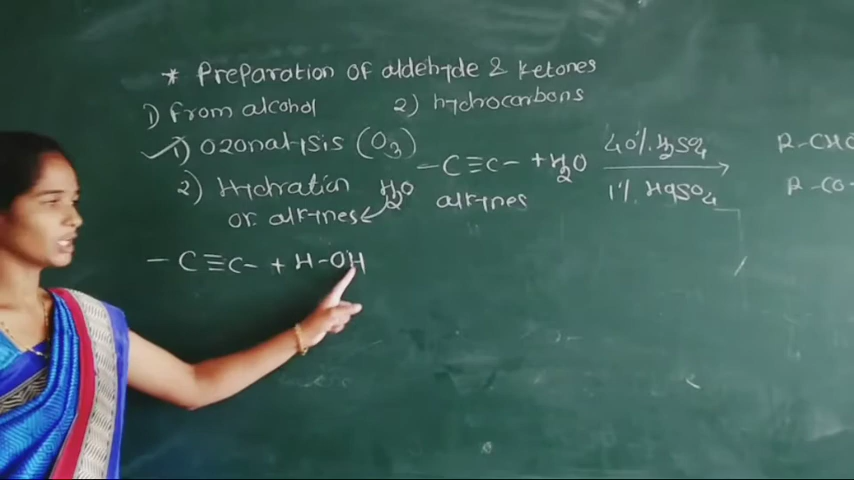 * Preparation of aldehyde & ketones
1) from alcohol 2) hydrocarbons
1) Ozonalysis (O3)
2) Hydration H2O
or alkynes
-C≡C- + H2O 40% H2SO4 → 1% HgSO4
alkynes
R-CHO
R-CO-
-C≡C- + H-OH